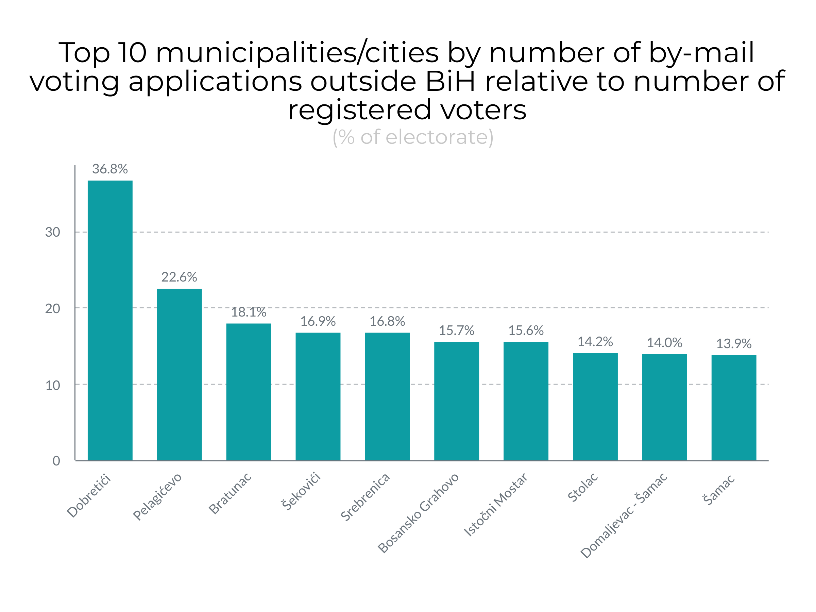 Top 10 municipalities/cities by number of by-mail
voting applications outside BiH relative to number of
registered voters
(% of electorate)
36.8%
22.6%
18.1%
16.9%
16.8%
15.7%
15.6%
14.2%
14.0%
13.9%
30
20
10
0
Dobretići
Pelagićevo
Bratunac
Šekovići
Srebrenica
Bosansko Grahovo
Istočni Mostar
Stolac
Domaljevac - Šamac
Šamac